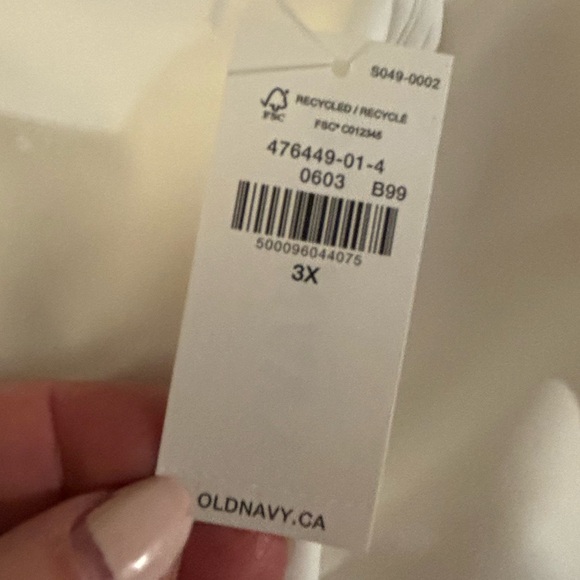 S049-0002
FSC
RECYCLED / RECYCLÉ
FSC® C012345
476449-01-4
0603 B99
500096044075
3X
OLDNAVY.CA